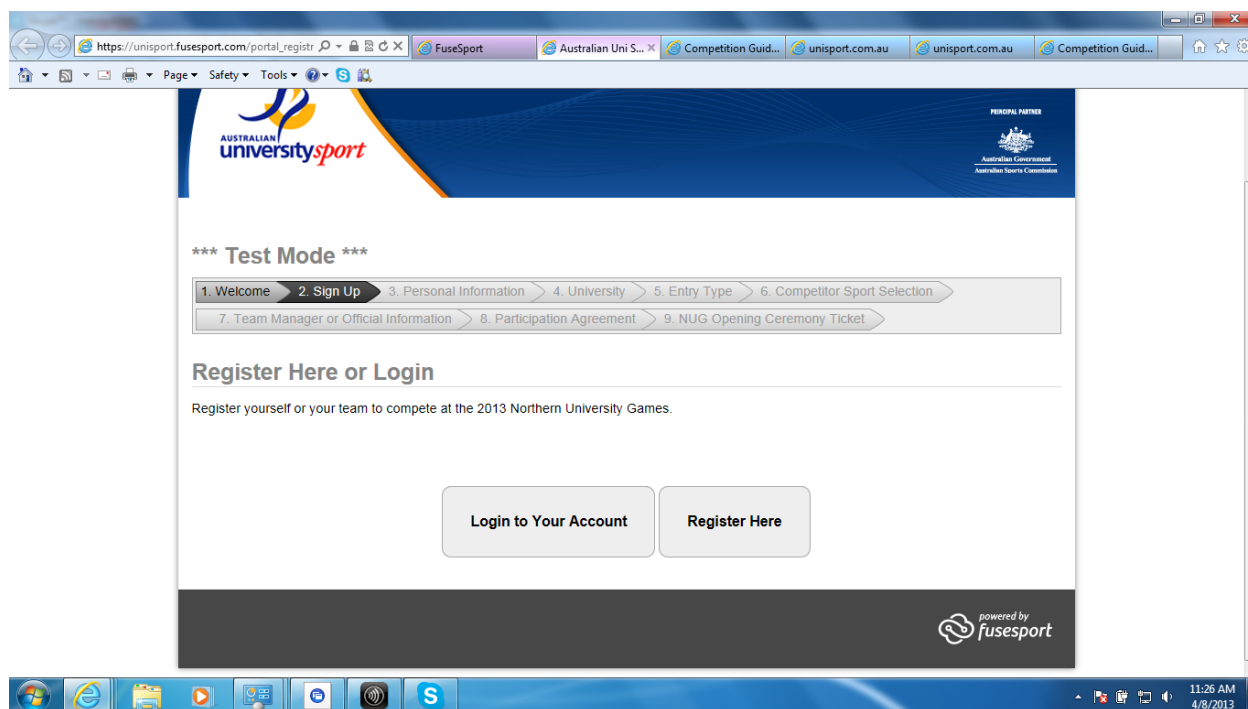 https://unisport.fusesport.com/portal_registr
FuseSport
Australian Uni S...
Competition Guid...
unisport.com.au
unisport.com.au
Competition Guid...
Page Safety Tools
AUSTRALIAN
universitysport
PRINCIPAL PARTNER
Australian Government
Australian Sports Commission
*** Test Mode ***
1. Welcome 2. Sign Up 3. Personal Information 4. University 5. Entry Type 6. Competitor Sport Selection
7. Team Manager or Official Information 8. Participation Agreement 9. NUG Opening Ceremony Ticket
Register Here or Login
Register yourself or your team to compete at the 2013 Northern University Games.
Login to Your Account Register Here
powered by
fusesport
11:26 AM
4/8/2013